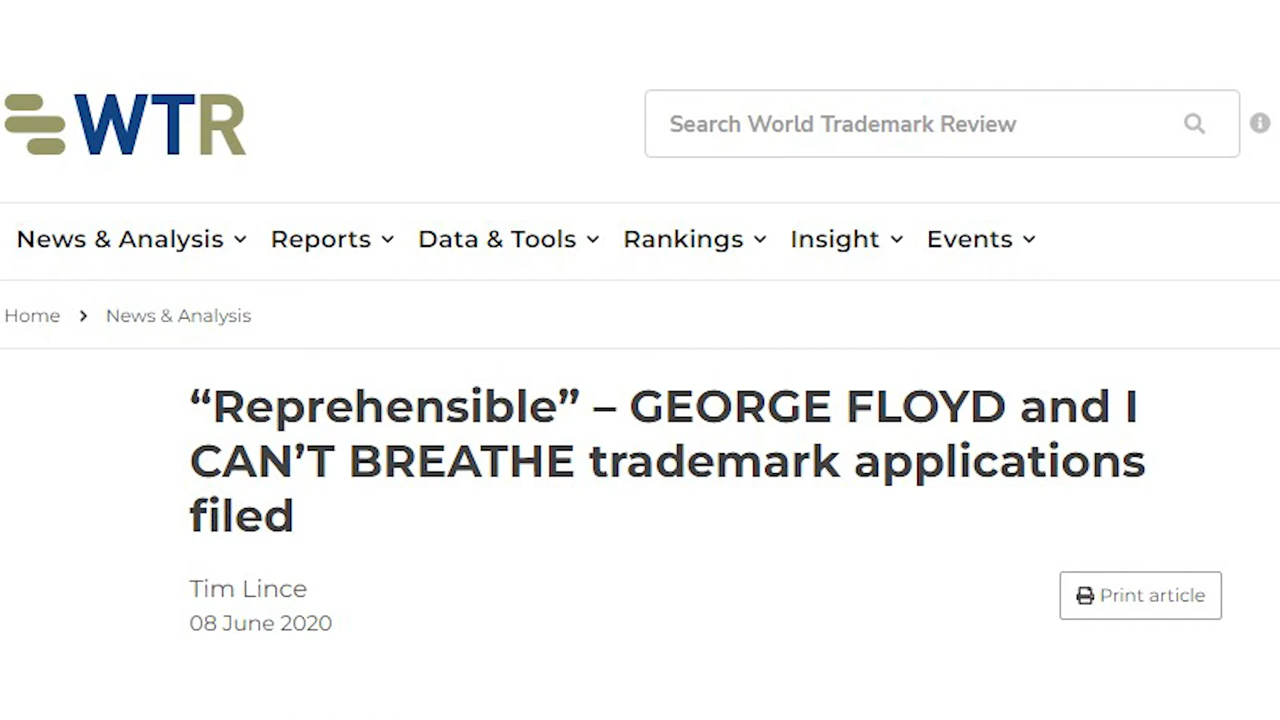 WTR
Search World Trademark Review
News & Analysis Reports Data & Tools Rankings Insight Events
Home News & Analysis
“Reprehensible” – GEORGE FLOYD and I
CAN’T BREATHE trademark applications
filed
Tim Lince
08 June 2020
Print article